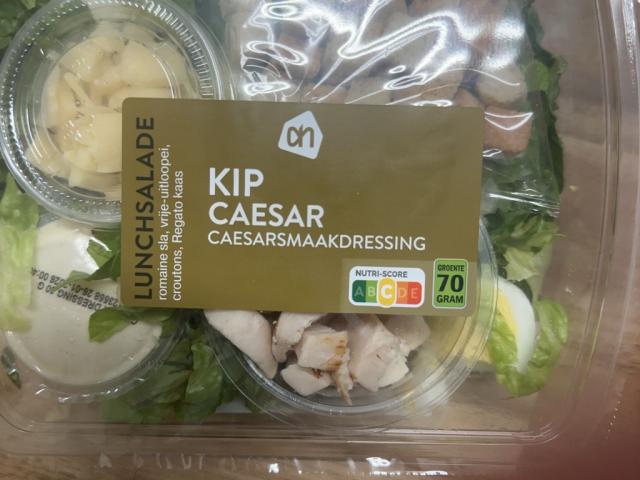 LUNCHSALADE
romaine sla, vrije-uitloopei,
croutons, Regato kaas
ah
KIP
CAESAR
CAESARSMAAKDRESSING
NUTRI-SCORE
A B C D E
GROENTE
70
GRAM